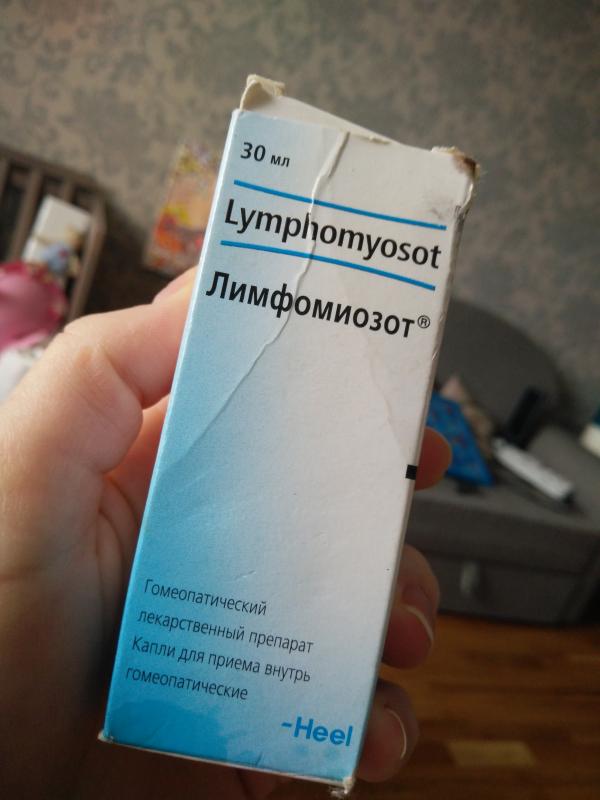 30 мл
Lymphomyosot
Лимфомиозот®
Гомеопатический
лекарственный препарат
Капли для приема внутрь
гомеопатические
-Heel